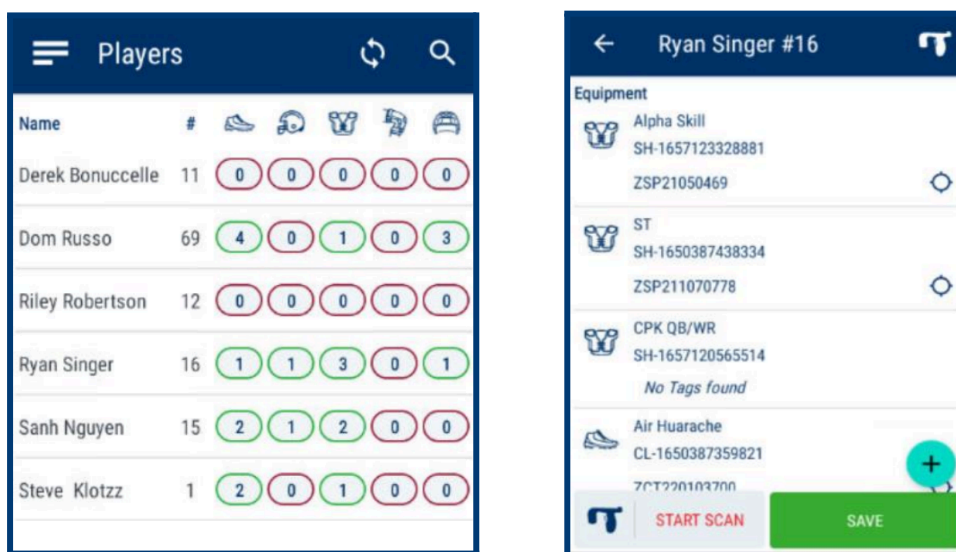 Players
Name #
Derek Bonuccelle 11 0 0 0 0 0
Dom Russo 69 4 0 1 0 3
Riley Robertson 12 0 0 0 0 0
Ryan Singer 16 1 1 3 0 1
Sanh Nguyen 15 2 1 2 0 0
Steve Klotzz 1 2 0 1 0 0
Ryan Singer #16
Equipment
Alpha Skill
SH-1657123328881
ZSP21050469
ST
SH-1650387438334
ZSP211070778
CPK QB/WR
SH-1657120565514
No Tags found
Air Huarache
CL-1650387359821
ZCT220103700
START SCAN
SAVE